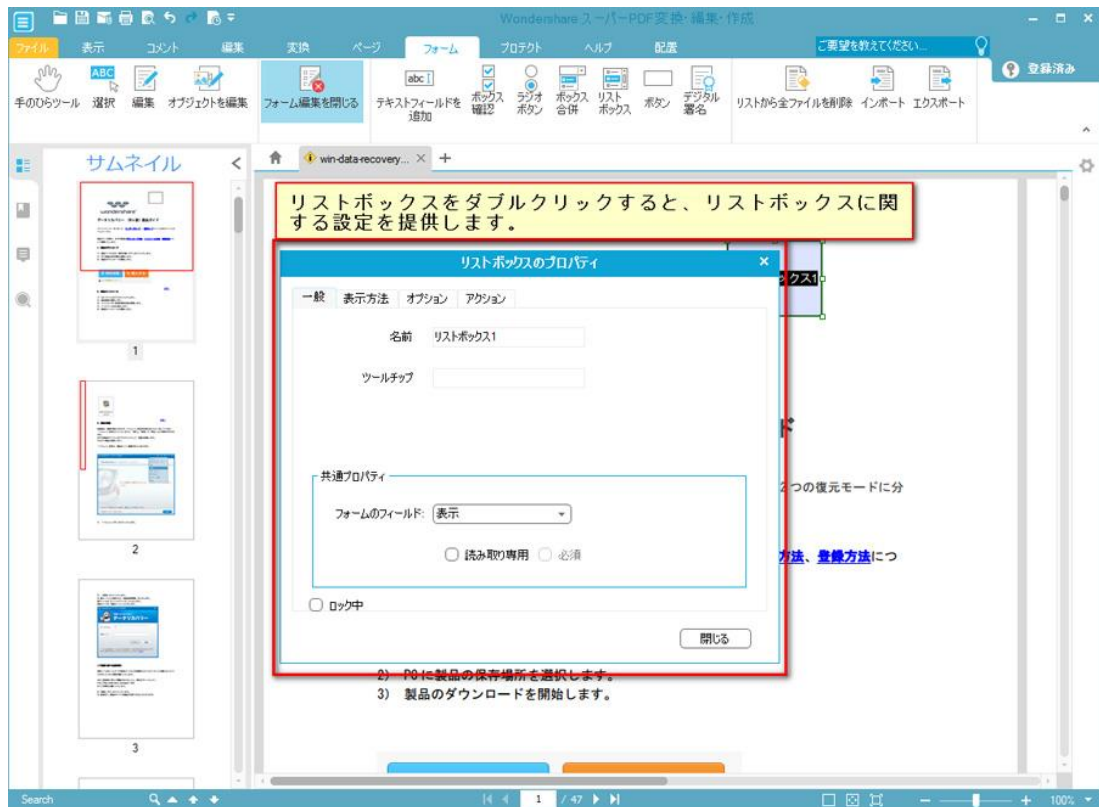 Wondershare スーパーPDF変換・編集・作成
ファイル 表示 コメント 編集 変換 ページ フォーム プロテクト ヘルプ 配置 ご要望を教えてください...
登録済み
手のひらツール 選択 編集 オブジェクトを編集 フォーム編集を閉じる テキストフィールドを追加 ボックス確認 ラジオボタン ボックス合併 リストボックス ボタン デジタル署名 リストから全ファイルを削除 インポート エクスポート
ABC
abc
サムネイル
win-data-recovery...
リストボックスをダブルクリックすると、リストボックスに関
する設定を提供します。
リストボックスのプロパティ
ックス1
一般 表示方法 オプション アクション
名前 リストボックス1
ツールチップ
ド
共通プロパティ
2つの復元モードに分
フォームのフィールド: 表示
読み取り専用 必須
方法、登録方法につ
ロック中
閉じる
2) PCに製品の保存場所を選択します。
3) 製品のダウンロードを開始します。
1
2
3
Search
1 / 47
100%